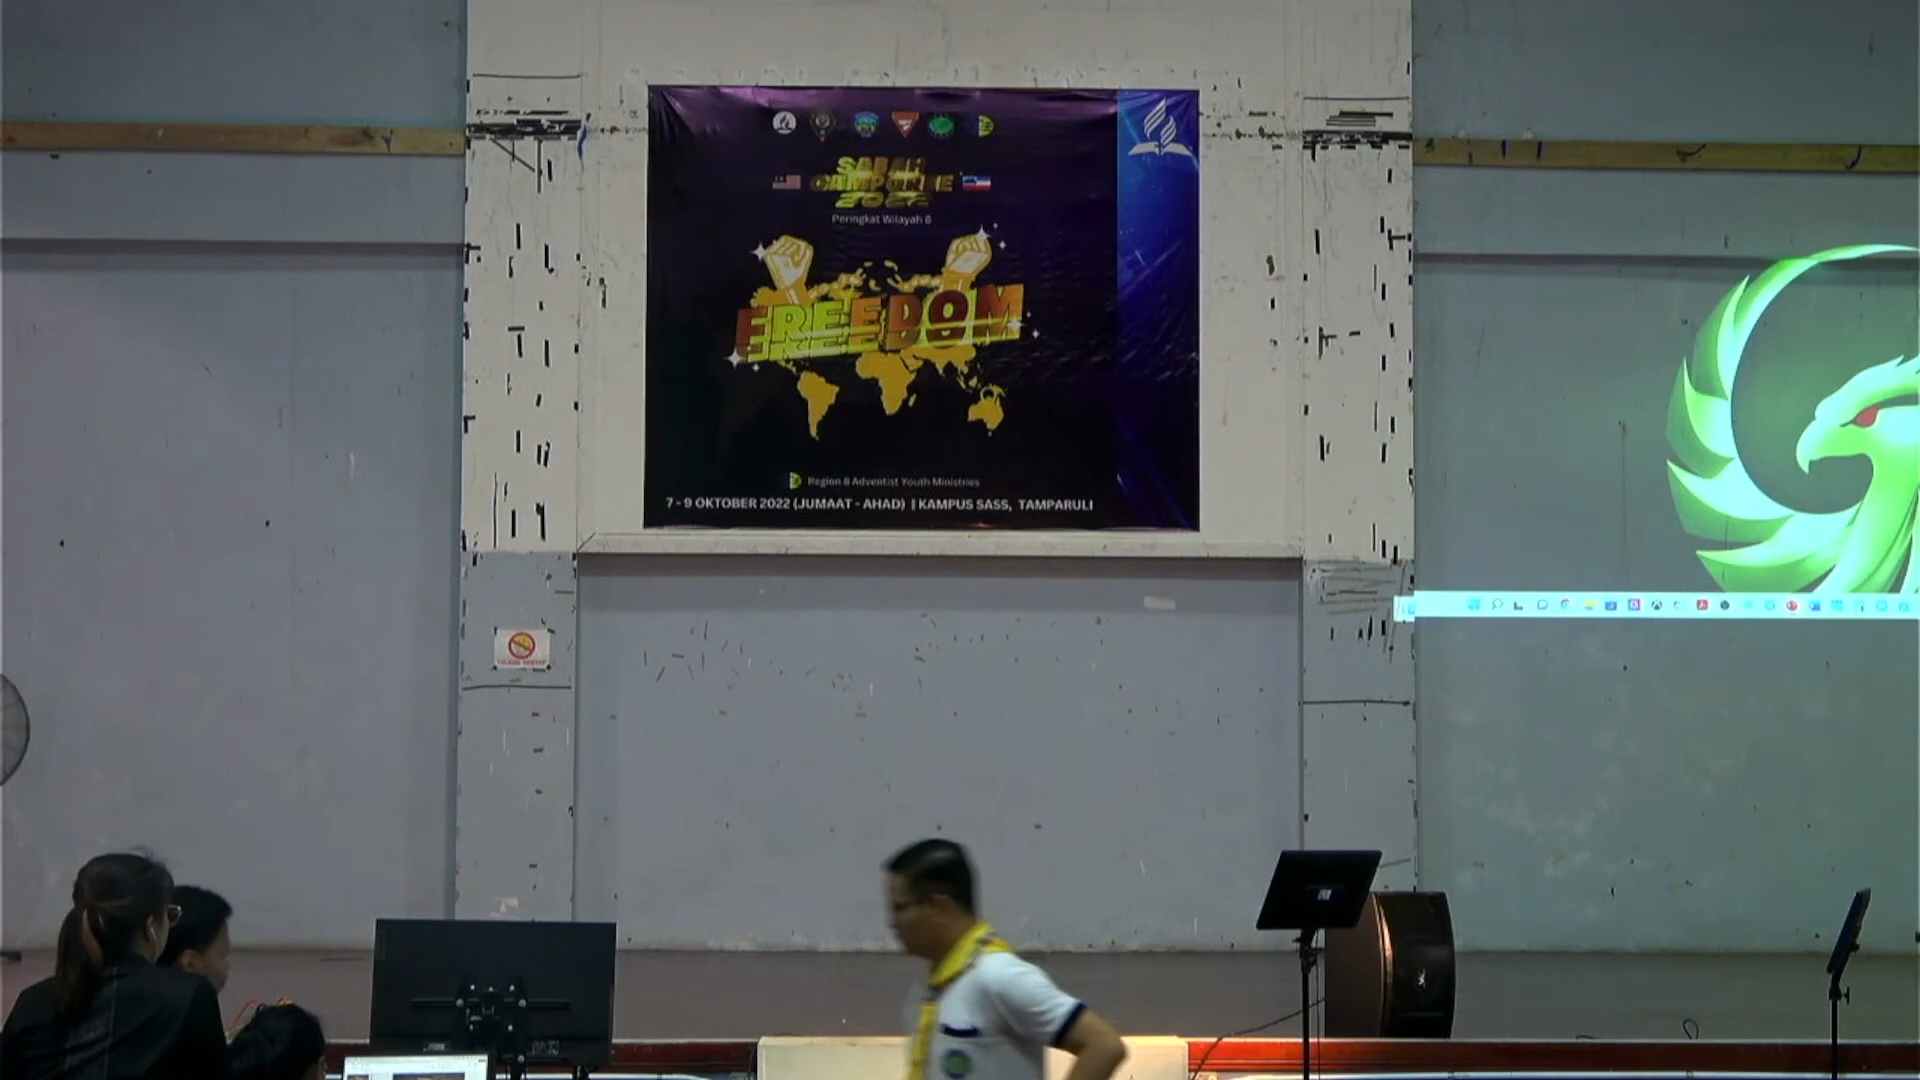 SABAH
CAMPOREE
2022
Peringkat Wilayah 8
FREEDOM
Region 8 Adventist Youth Ministries
7 - 9 OKTOBER 2022 (JUMAAT - AHAD) | KAMPUS SASS, TAMPARULI